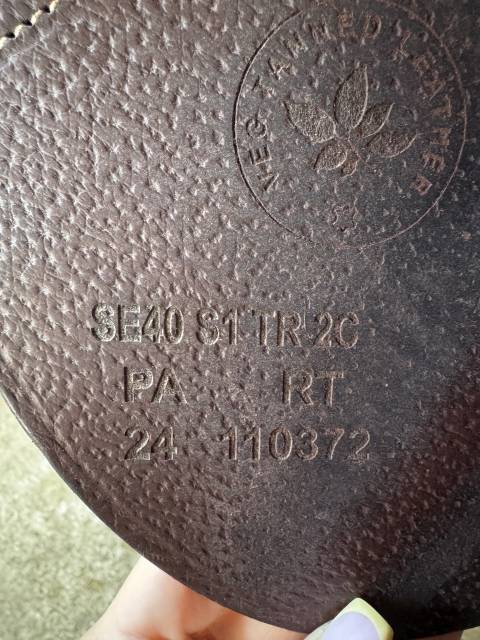 VEG TANNED LEATHER
SE40 S1 TR 2C
PA RT
24 110372